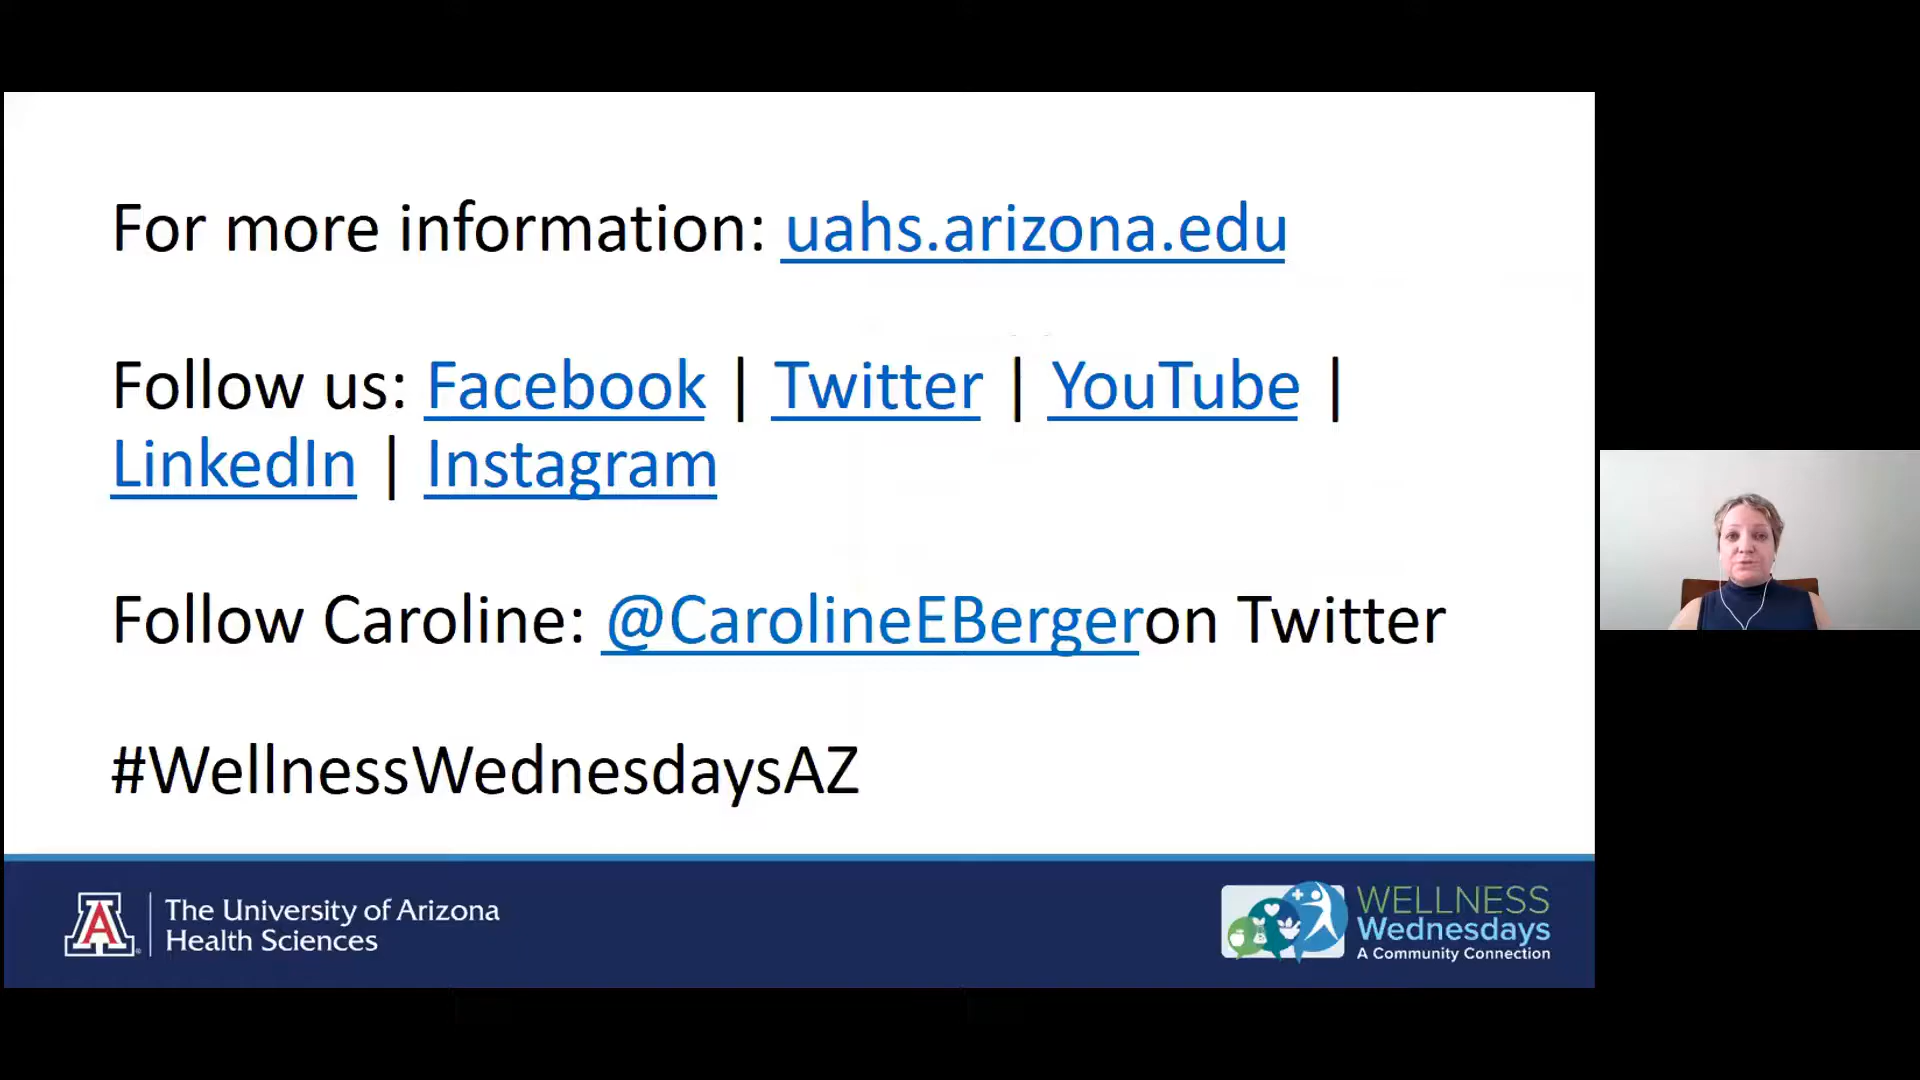 For more information: uahs.arizona.edu
Follow us: Facebook | Twitter | YouTube |
LinkedIn | Instagram
Follow Caroline: @CarolineEBergeron Twitter
#WellnessWednesdaysAZ
A
The University of Arizona
Health Sciences
WELLNESS
Wednesdays
A Community Connection